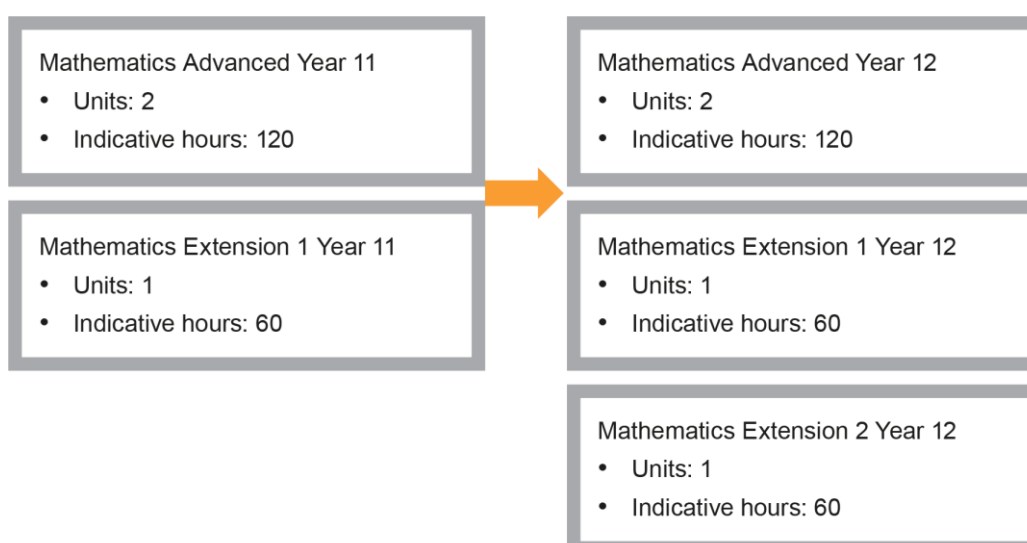 Mathematics Advanced Year 11
• Units: 2
• Indicative hours: 120
Mathematics Extension 1 Year 11
• Units: 1
• Indicative hours: 60
Mathematics Advanced Year 12
• Units: 2
• Indicative hours: 120
Mathematics Extension 1 Year 12
• Units: 1
• Indicative hours: 60
Mathematics Extension 2 Year 12
• Units: 1
• Indicative hours: 60